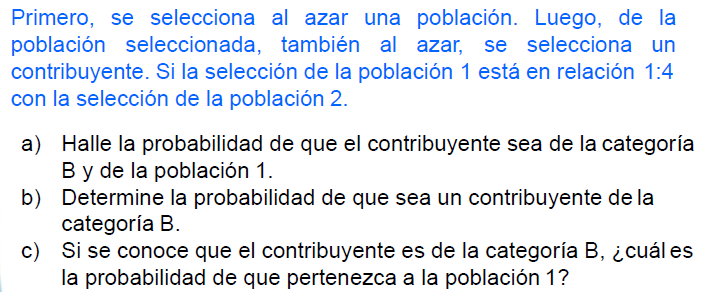 Primero, se selecciona al azar una población. Luego, de la
población seleccionada, también al azar, se selecciona un
contribuyente. Si la selección de la población 1 está en relación 1:4
con la selección de la población 2.
a) Halle la probabilidad de que el contribuyente sea de la categoría
B y de la población 1.
b) Determine la probabilidad de que sea un contribuyente de la
categoría B.
c) Si se conoce que el contribuyente es de la categoría B, ¿cuál es
la probabilidad de que pertenezca a la población 1?